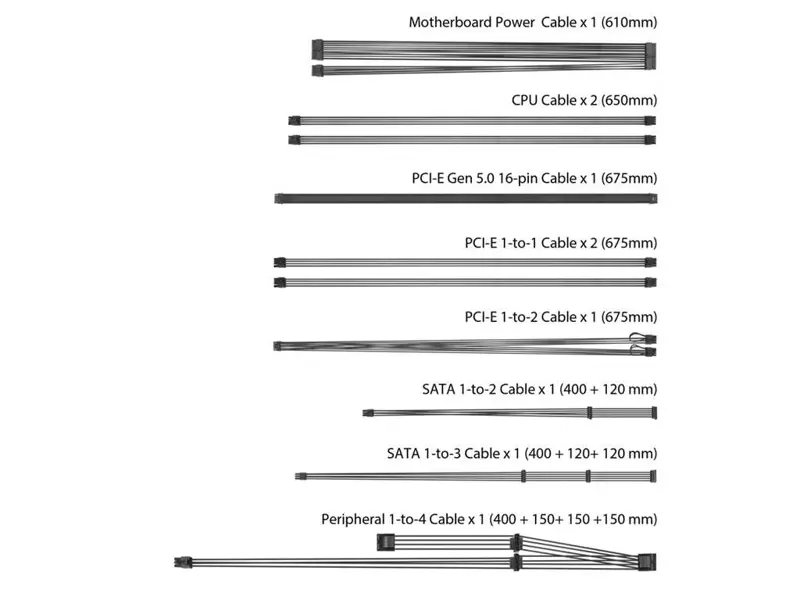 Motherboard Power  Cable x 1 (610mm)
CPU Cable x 2 (650mm)
PCI-E Gen 5.0 16-pin Cable x 1 (675mm)
PCI-E 1-to-1 Cable x 2 (675mm)
PCI-E 1-to-2 Cable x 1 (675mm)
SATA 1-to-2 Cable x 1 (400 + 120 mm)
SATA 1-to-3 Cable x 1 (400 + 120+ 120 mm)
Peripheral 1-to-4 Cable x 1 (400 + 150+ 150 +150 mm)